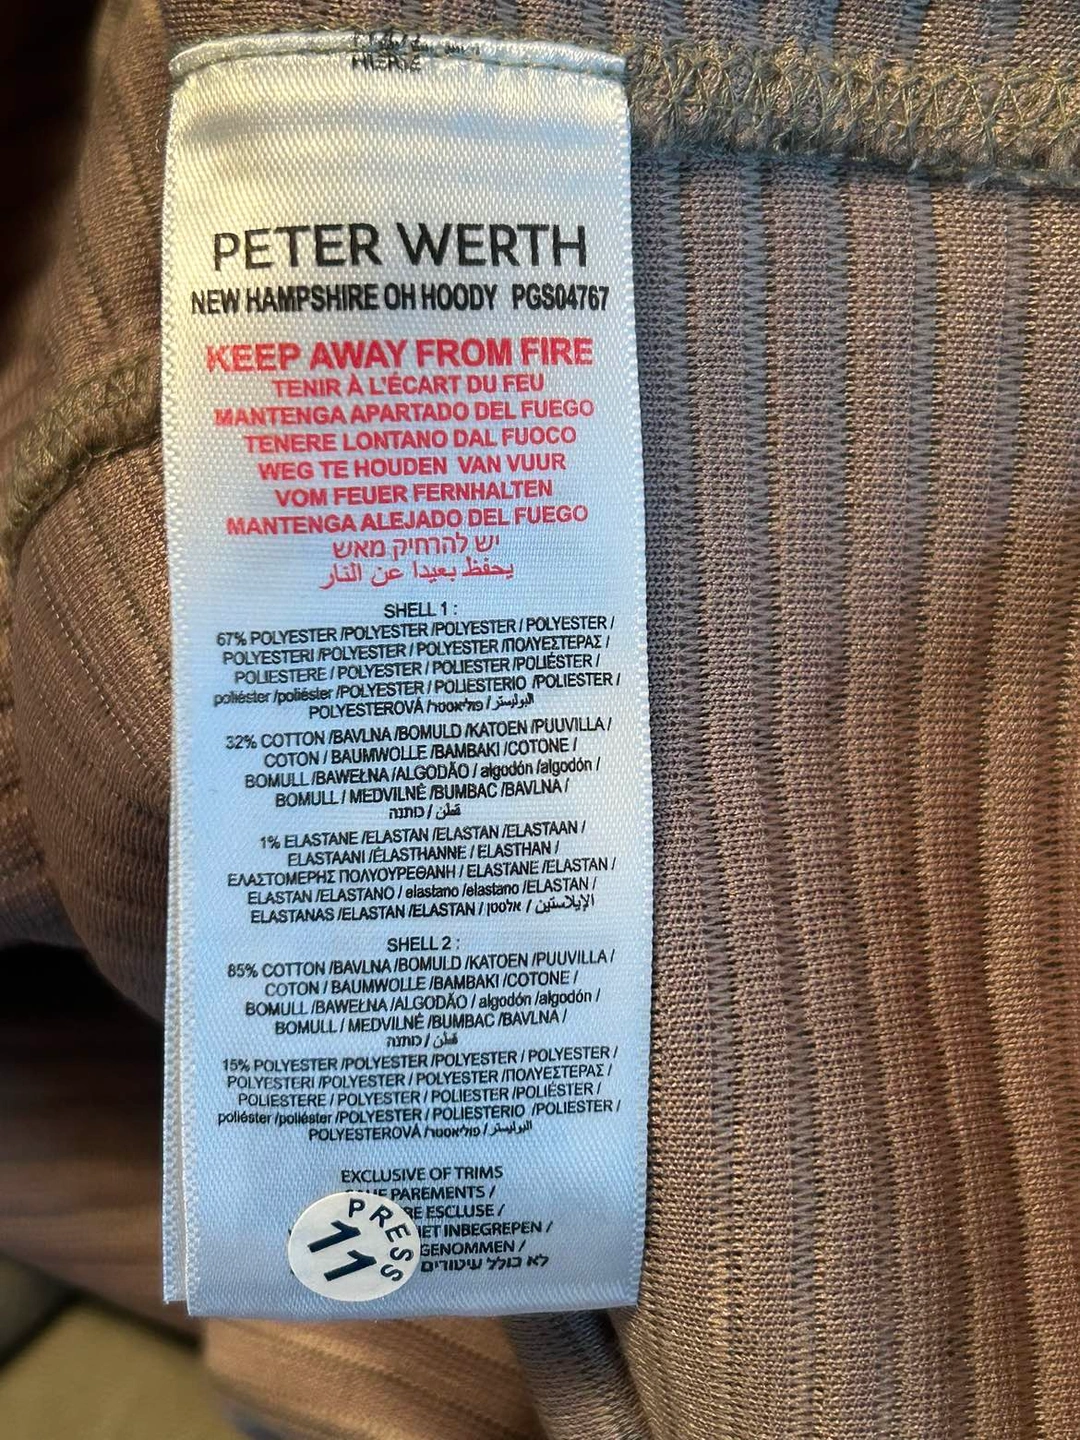 PETER WERTH
NEW HAMPSHIRE OH HOODY PGS04767
KEEP AWAY FROM FIRE
TENIR À L'ÉCART DU FEU
MANTENGA APARTADO DEL FUEGO
TENERE LONTANO DAL FUOCO
WEG TE HOUDEN VAN VUUR
VOM FEUER FERNHALTEN
MANTENGA ALEJADO DEL FUEGO
יש להרחיק מאש
يحفظ بعيدا عن النار
SHELL 1 :
67% POLYESTER /POLYESTER /POLYESTER / POLYESTER /
POLYESTERI /POLYESTER / POLYESTER /ΠΟΛΥΕΣΤΕΡΑΣ /
POLIESTERE / POLYESTER / POLIESTER /POLIÉSTER /
poliéster /poliéster /POLYESTER / POLIESTERIO /POLIESTER /
POLYESTEROVÁ /פוליאסטר / البوليستر
32% COTTON /BAVLNA /BOMULD /KATOEN /PUUVILLA /
COTON / BAUMWOLLE /BAMBAKI /COTONE /
BOMULL /BAWEŁNA /ALGODÃO / algodón /algodón /
BOMULL / MEDVILNĖ /BUMBAC /BAVLNA /
כותנה / قطن
1% ELASTANE /ELASTAN /ELASTAN /ELASTAAN /
ELASTAANI /ÉLASTHANNE / ELASTHAN /
ΕΛΑΣΤΟΜΕΡΗΣ ΠΟΛΥΟΥΡΕΘΑΝΗ / ELASTANE /ELASTAN /
ELASTAN /ELASTANO / elastano /elastano /ELASTAN /
ELASTANAS /ELASTAN /ELASTAN / אלסטן / الإيلاستين
SHELL 2 :
85% COTTON /BAVLNA /BOMULD /KATOEN /PUUVILLA /
COTON / BAUMWOLLE /BAMBAKI /COTONE /
BOMULL /BAWEŁNA /ALGODÃO / algodón /algodón /
BOMULL / MEDVILNĖ /BUMBAC /BAVLNA /
כותנה / قطن
15% POLYESTER /POLYESTER /POLYESTER / POLYESTER /
POLYESTERI /POLYESTER / POLYESTER /ΠΟΛΥΕΣΤΕΡΑΣ /
POLIESTERE / POLYESTER / POLIESTER /POLIÉSTER /
poliéster /poliéster /POLYESTER / POLIESTERIO /POLIESTER /
POLYESTEROVÁ /פוליאסטר / البوليستر
EXCLUSIVE OF TRIMS
PAREMENTS /
ESCLUSE /
INBEGREPEN /
לא כולל עיטורים
PRESS
11